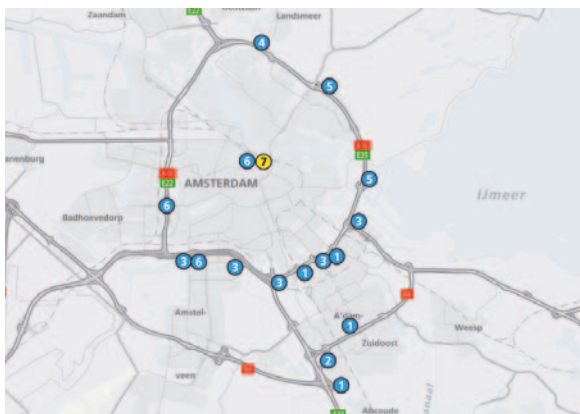 Zaandam
Landsmeer
4
5
6 7
AMSTERDAM
E22
E35
5
6
IJmeer
Badhoevedorp
3
3 6
3
3 1
1
3
Amstel-
A'dam-
1
Weesp
Zuidoost
2
veen
1
Abcoude